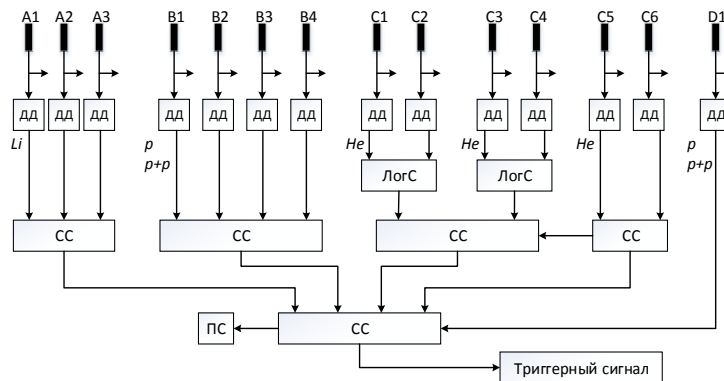 A1 A2 A3 B1 B2 B3 B4 C1 C2 C3 C4 C5 C6 D1
ДД ДД ДД ДД ДД ДД ДД ДД ДД ДД ДД ДД ДД ДД
Li p He He He p
p+p p+p
ЛогС ЛогС
СС СС СС СС
ПС СС
Триггерный сигнал